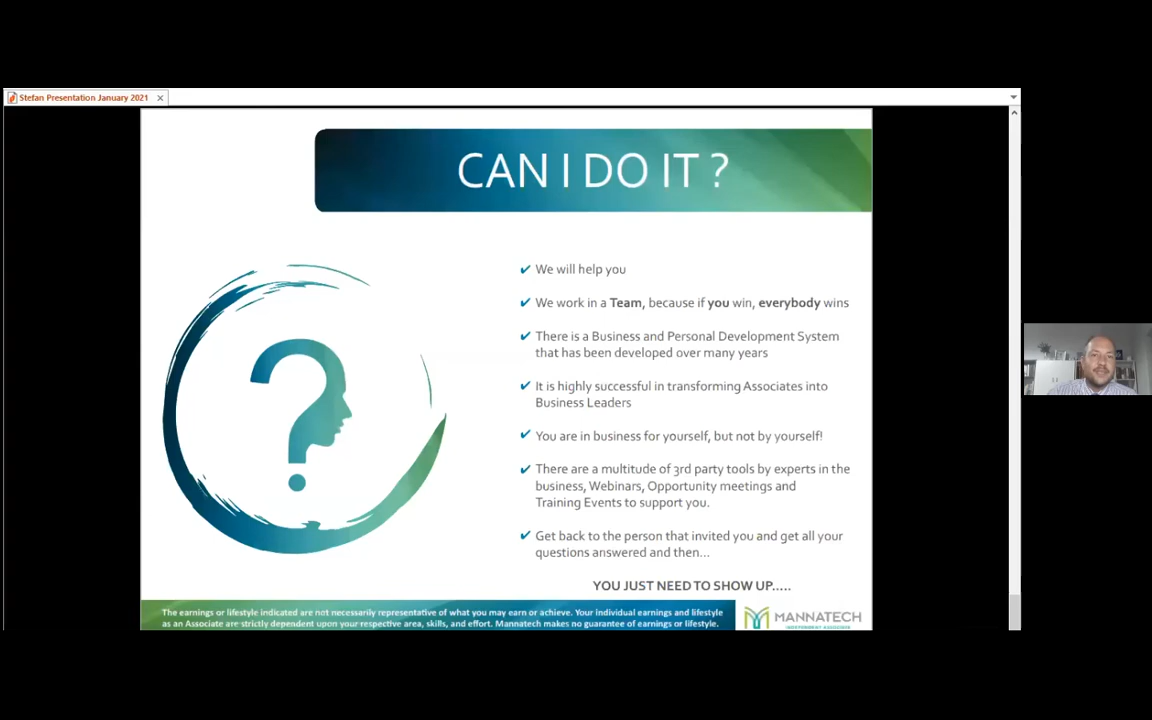 Stefan Presentation January 2021
CAN I DO IT ?
✔ We will help you
✔ We work in a Team, because if you win, everybody wins
✔ There is a Business and Personal Development System
that has been developed over many years
✔ It is highly successful in transforming Associates into
Business Leaders
✔ You are in business for yourself, but not by yourself!
✔ There are a multitude of 3rd party tools by experts in the
business, Webinars, Opportunity meetings and
Training Events to support you.
✔ Get back to the person that invited you and get all your
questions answered and then...
YOU JUST NEED TO SHOW UP.....
The earnings or lifestyle indicated are not necessarily representative of what you may earn or achieve. Your individual earnings and lifestyle
as an Associate are strictly dependent upon your respective area, skills, and effort. Mannatech makes no guarantee of earnings or lifestyle.
MANNATECH
INDEPENDENT ASSOCIATE